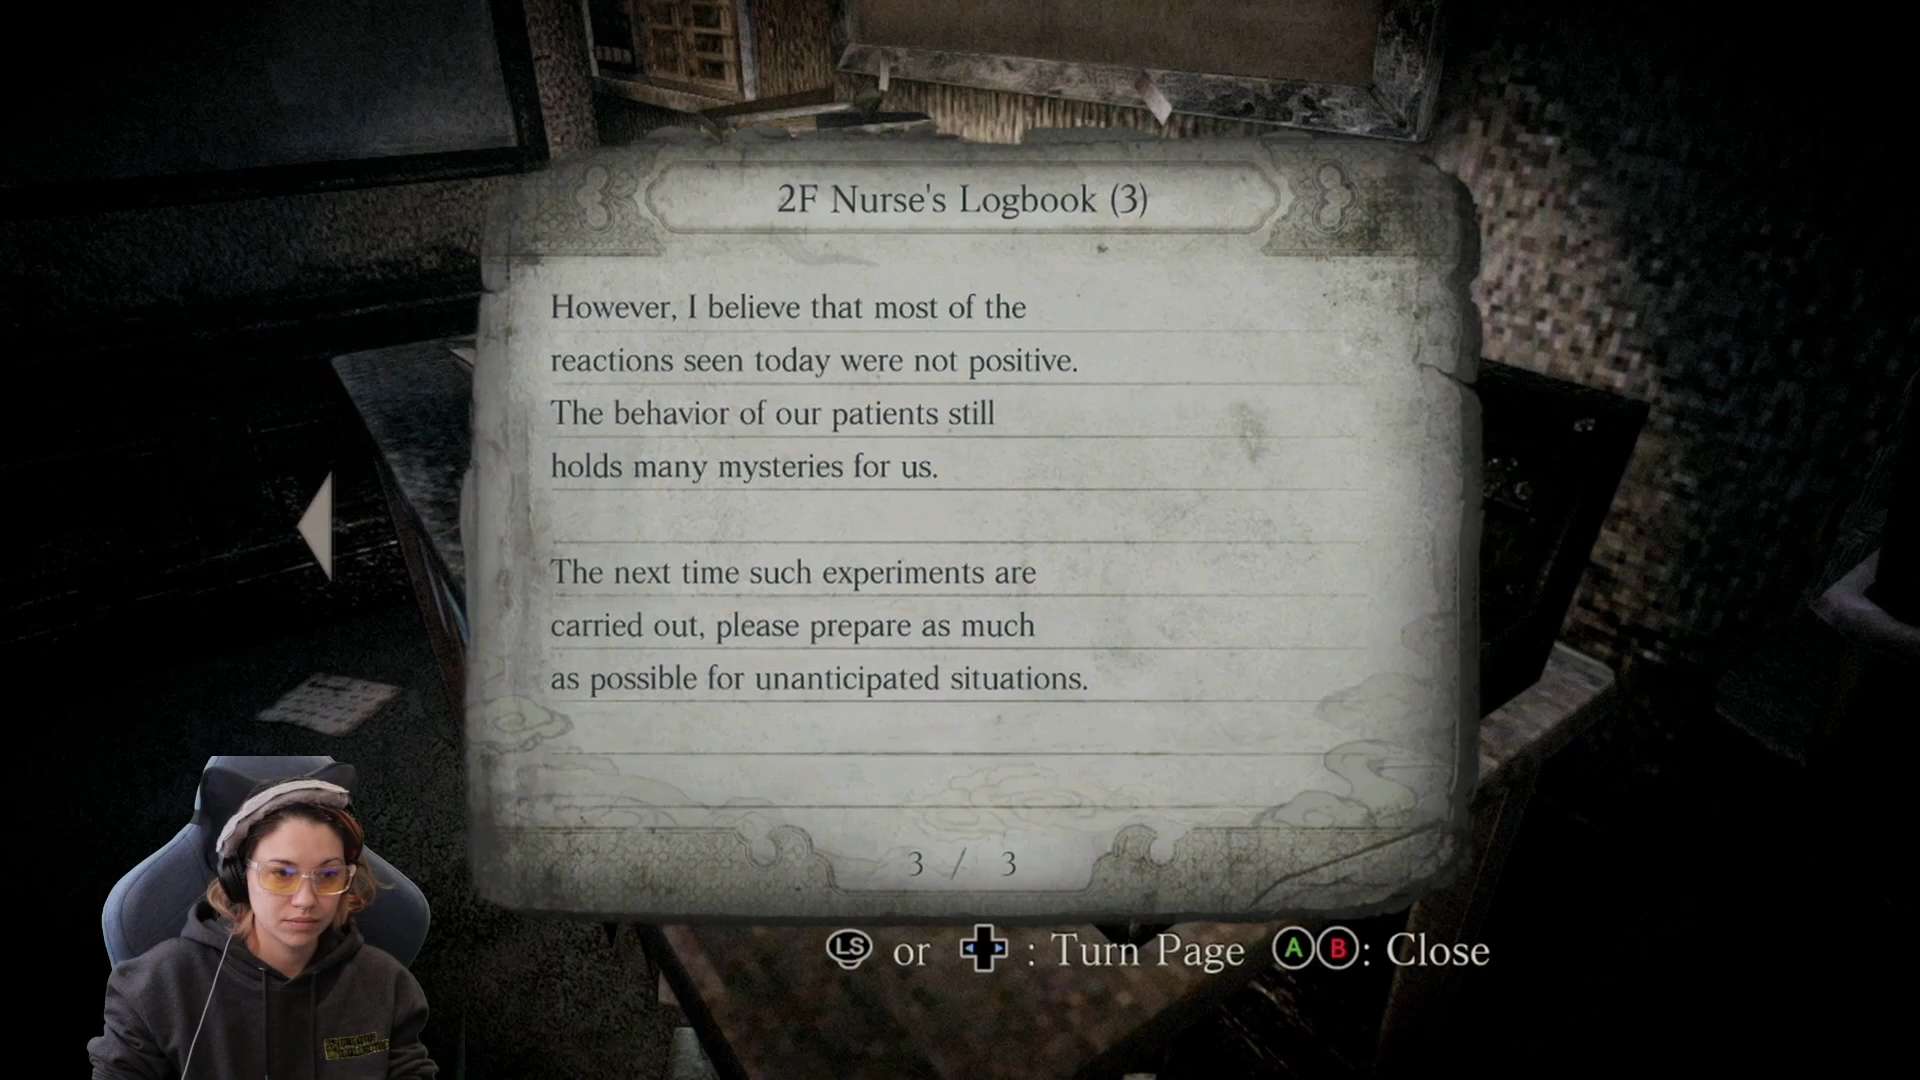 2F Nurse's Logbook (3)
However, I believe that most of the
reactions seen today were not positive.
The behavior of our patients still
holds many mysteries for us.
The next time such experiments are
carried out, please prepare as much
as possible for unanticipated situations.
3 / 3
LS or : Turn Page A B : Close